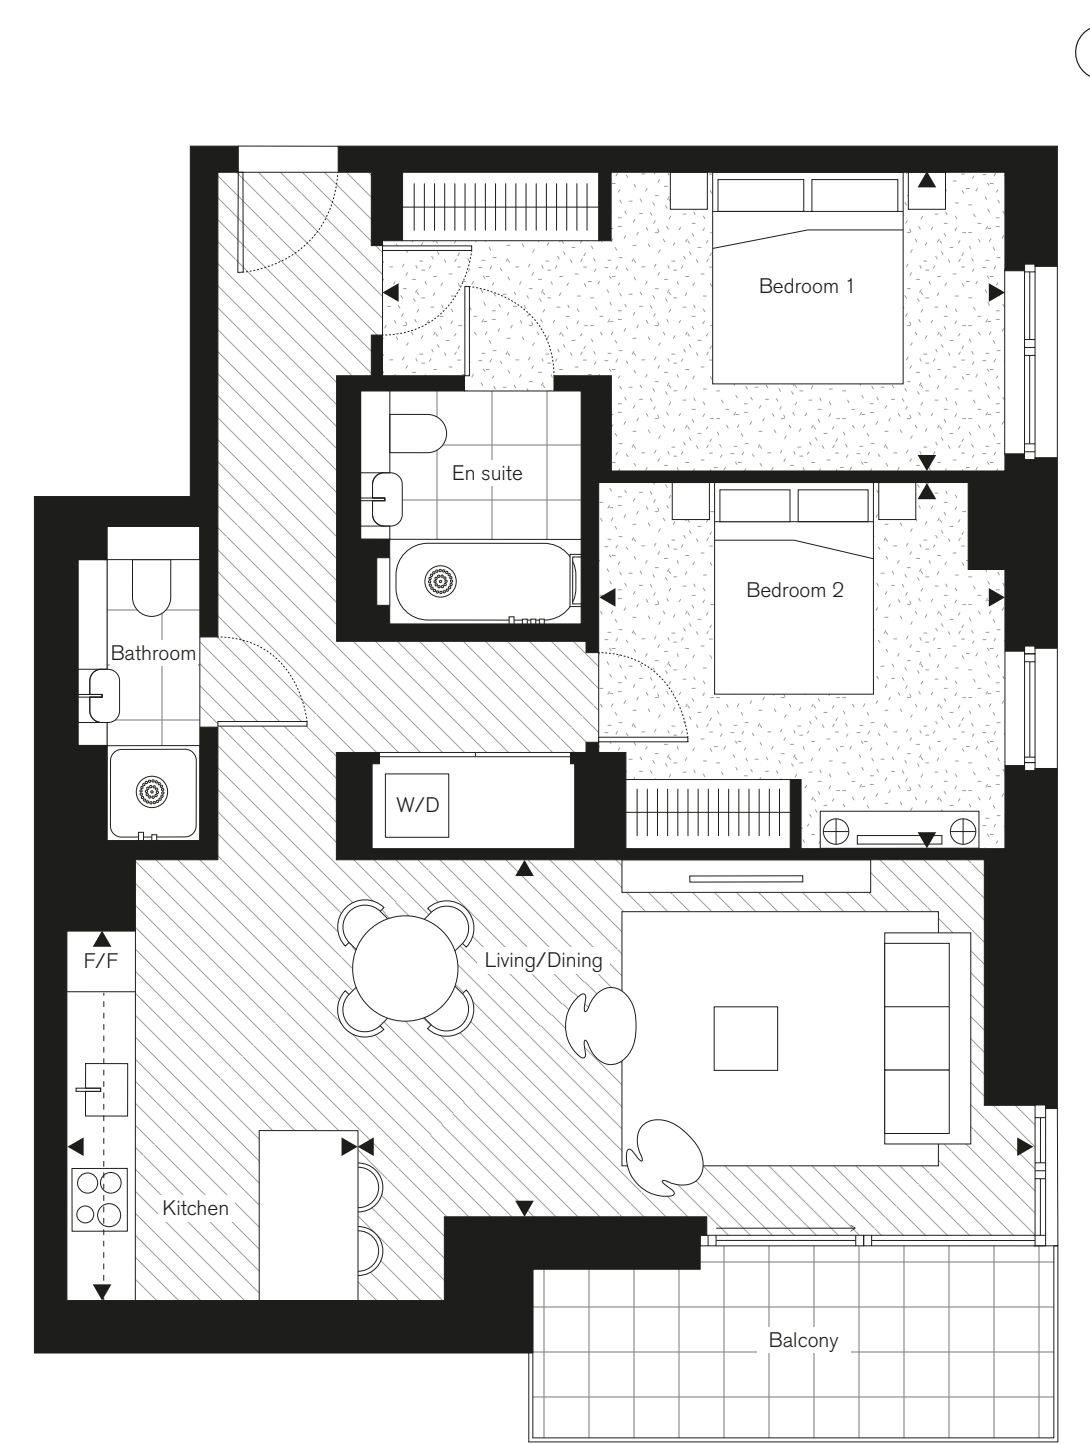 Bedroom 1
En suite
Bedroom 2
Bathroom
W/D
Living/Dining
F/F
Kitchen
Balcony